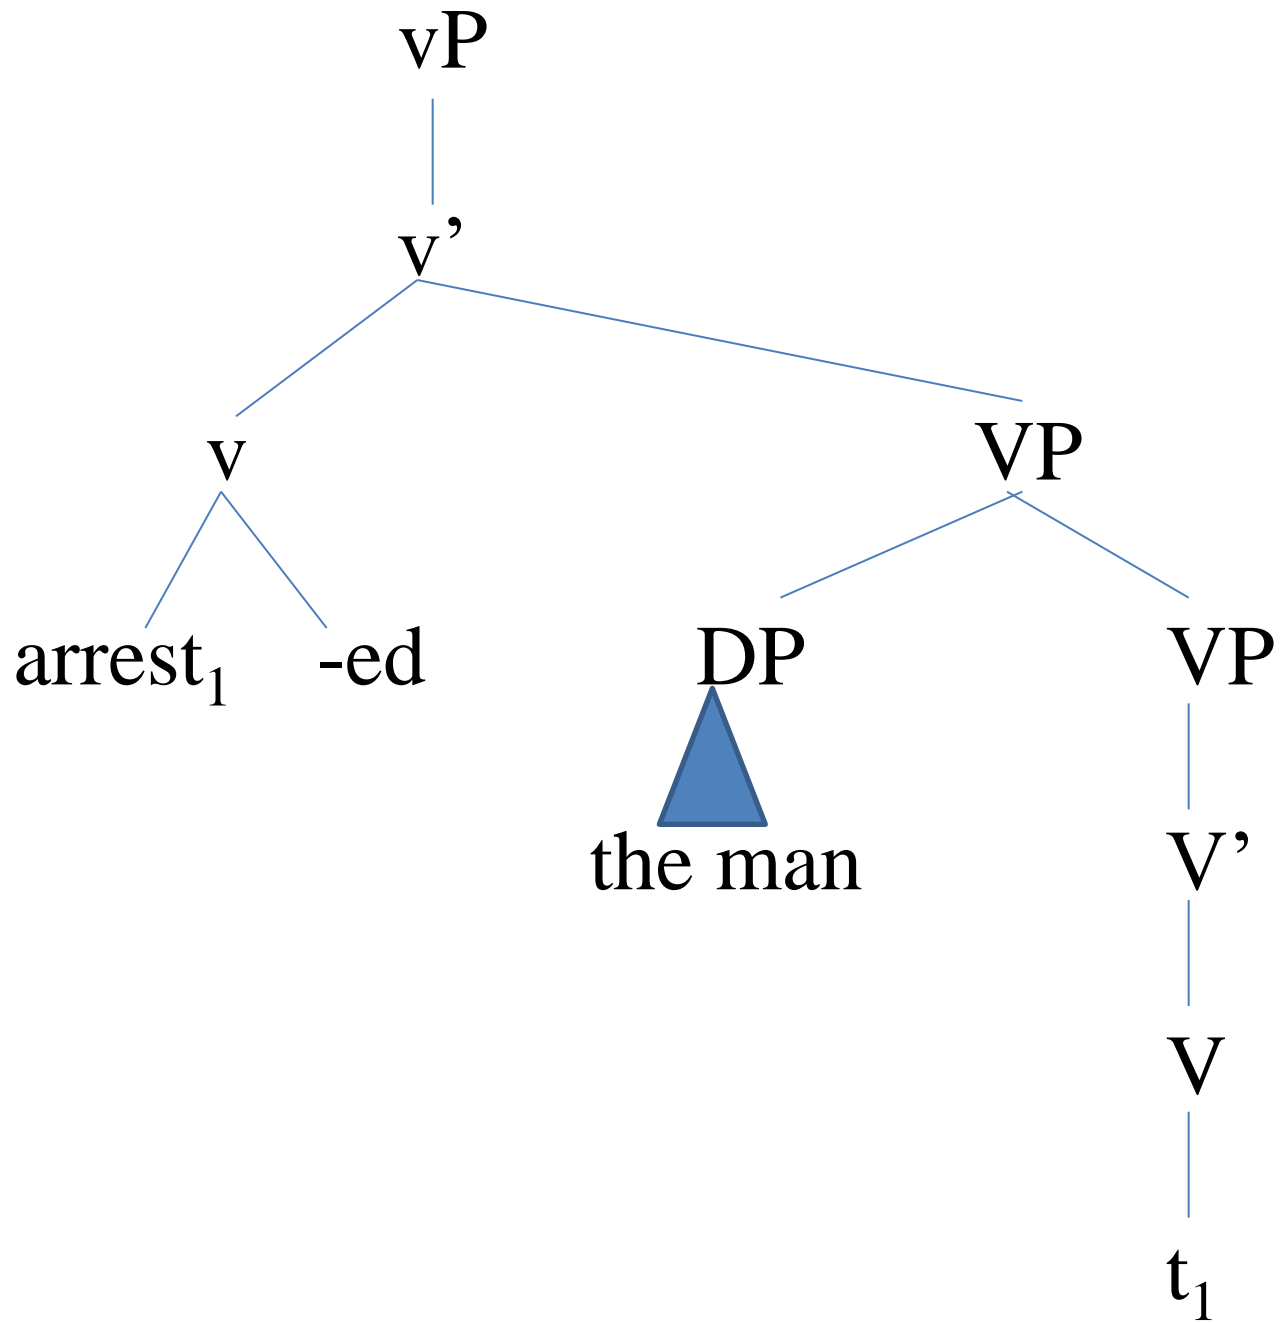 vP
v’
v VP
arrest₁ -ed DP VP
the man V’
V
t₁